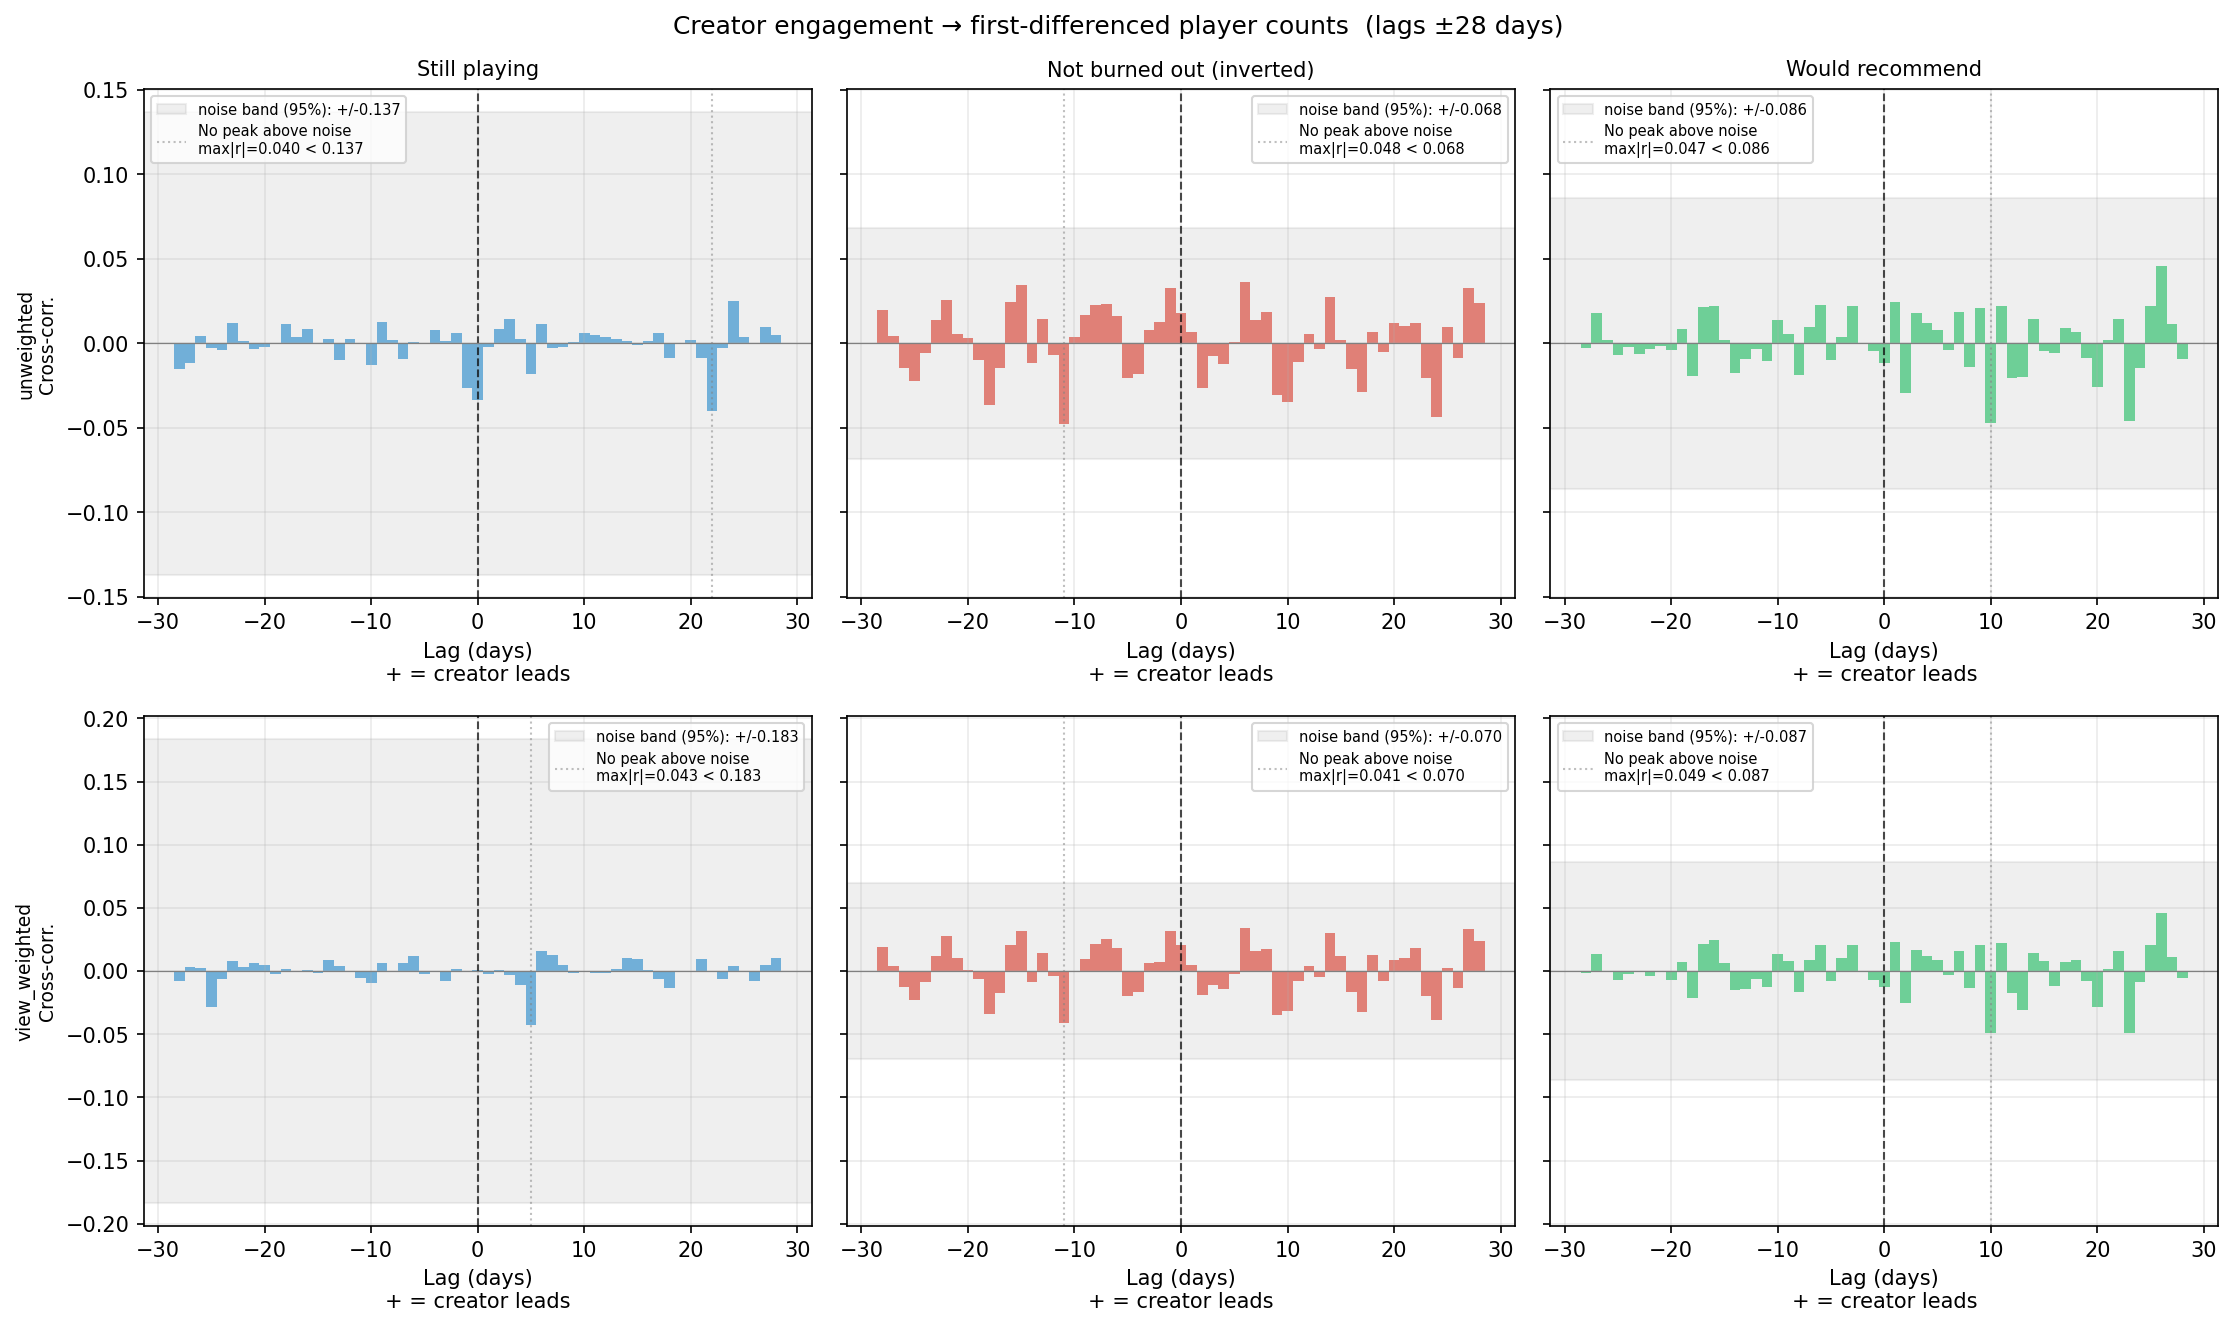 Creator engagement → first-differenced player counts  (lags ±28 days)
Still playing
Not burned out (inverted)
Would recommend
unweighted
Cross-corr.
0.15
0.10
0.05
0.00
−0.05
−0.10
−0.15
noise band (95%): +/-0.137
No peak above noise
max|r|=0.040 < 0.137
noise band (95%): +/-0.068
No peak above noise
max|r|=0.048 < 0.068
noise band (95%): +/-0.086
No peak above noise
max|r|=0.047 < 0.086
−30 −20 −10 0 10 20 30
−30 −20 −10 0 10 20 30
−30 −20 −10 0 10 20 30
Lag (days)
+ = creator leads
Lag (days)
+ = creator leads
Lag (days)
+ = creator leads
view_weighted
Cross-corr.
0.20
0.15
0.10
0.05
0.00
−0.05
−0.10
−0.15
−0.20
noise band (95%): +/-0.183
No peak above noise
max|r|=0.043 < 0.183
noise band (95%): +/-0.070
No peak above noise
max|r|=0.041 < 0.070
noise band (95%): +/-0.087
No peak above noise
max|r|=0.049 < 0.087
−30 −20 −10 0 10 20 30
−30 −20 −10 0 10 20 30
−30 −20 −10 0 10 20 30
Lag (days)
+ = creator leads
Lag (days)
+ = creator leads
Lag (days)
+ = creator leads